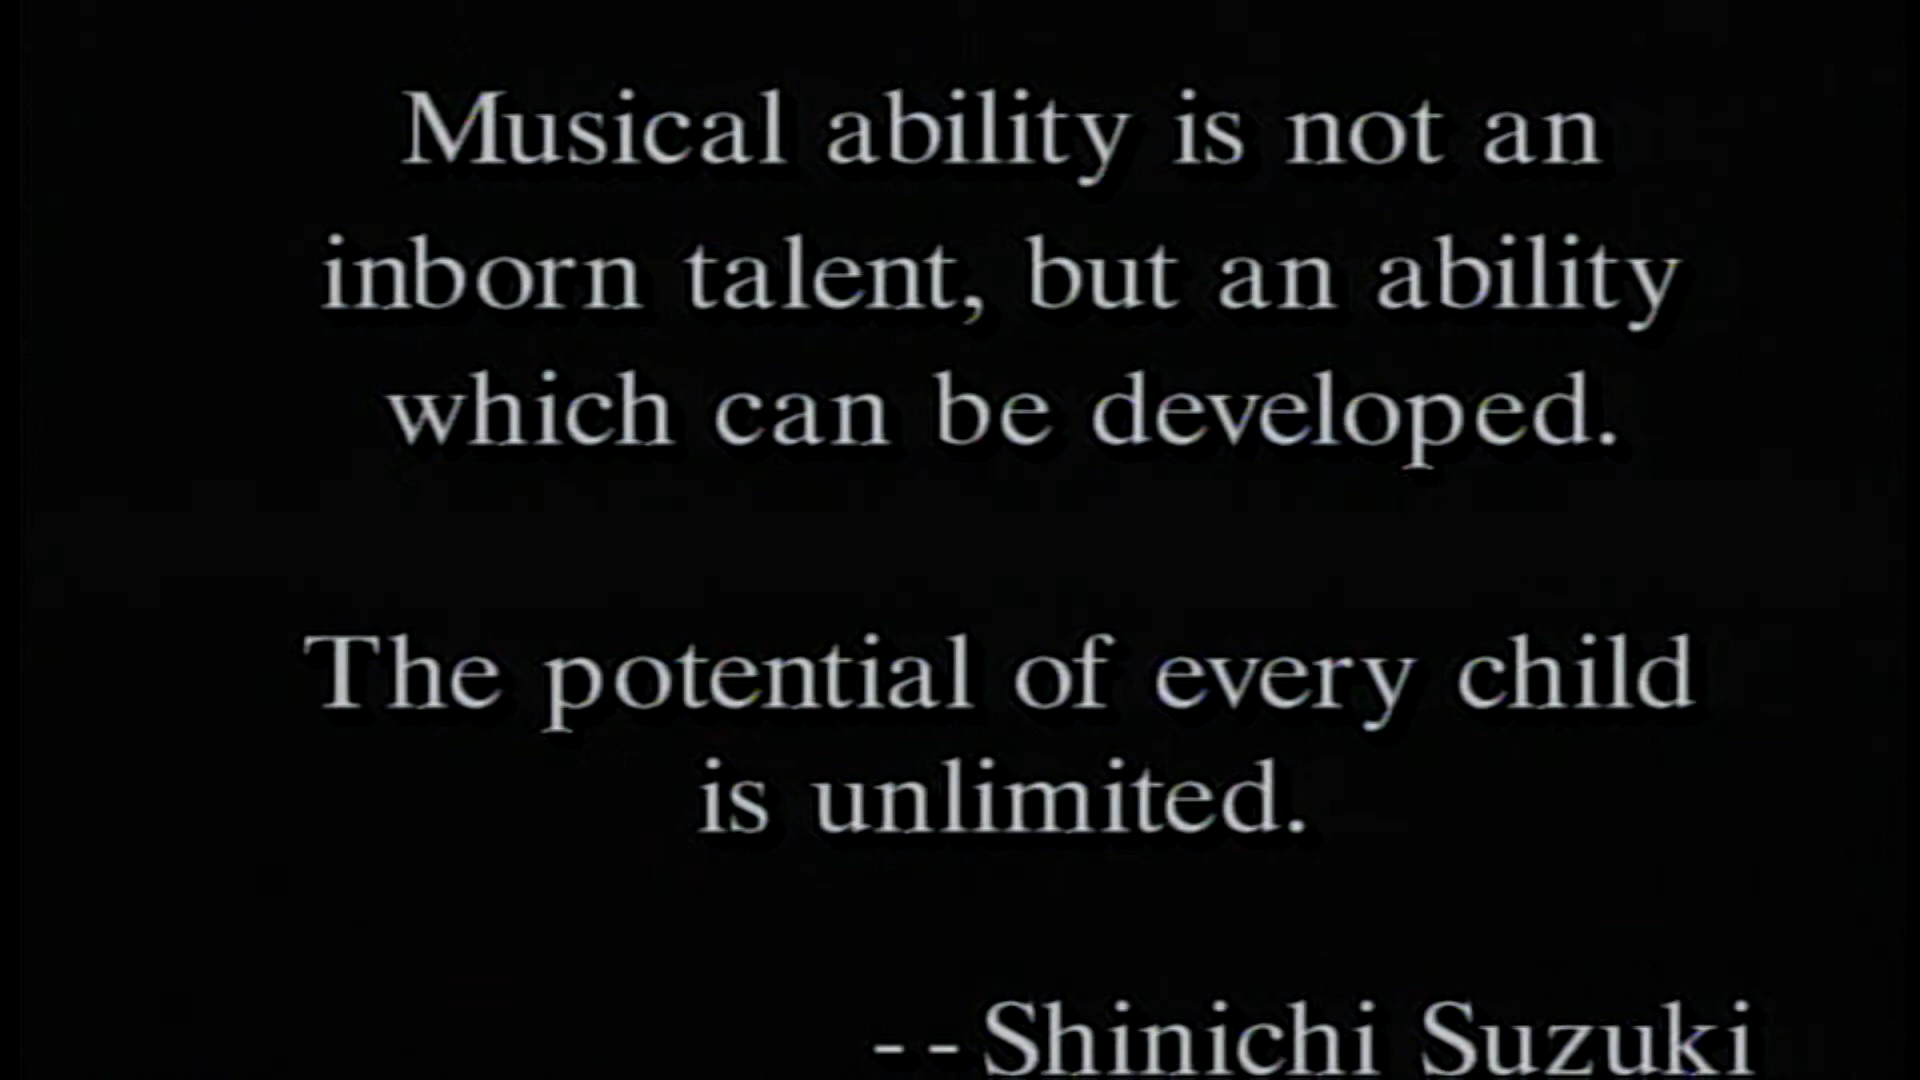 Musical ability is not an
inborn talent, but an ability
which can be developed.
The potential of every child
is unlimited.
--Shinichi Suzuki